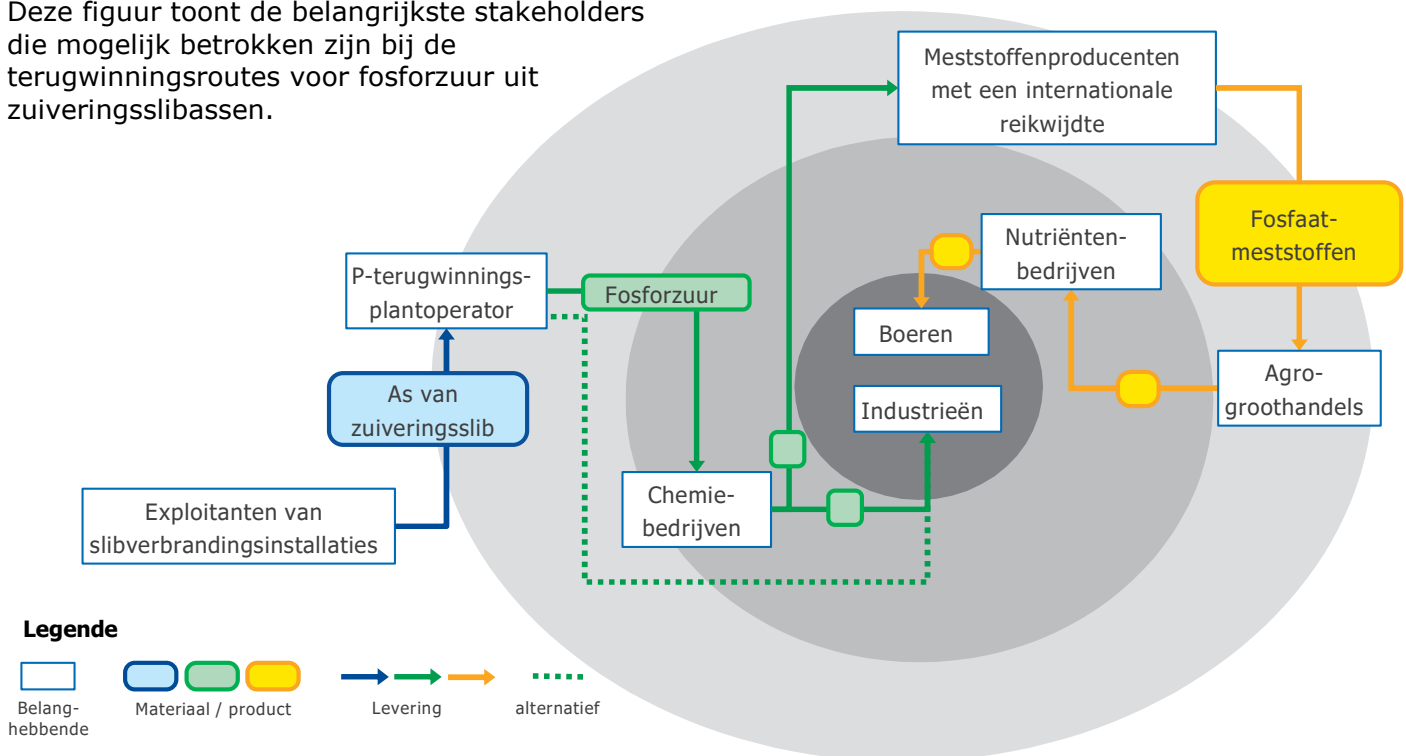 Deze figuur toont de belangrijkste stakeholders
die mogelijk betrokken zijn bij de
terugwinningsroutes voor fosforzuur uit
zuiveringsslibassen.
Meststoffenproducenten
met een internationale
reikwijdte
Fosfaat-
meststoffen
Nutriënten-
bedrijven
P-terugwinnings-
plantoperator
Fosforzuur
Boeren
Agro-
groothandels
As van
zuiveringsslib
Industrieën
Chemie-
bedrijven
Exploitanten van
slibverbrandingsinstallaties
Legende
Belang-
hebbende
Materiaal / product
Levering
alternatief